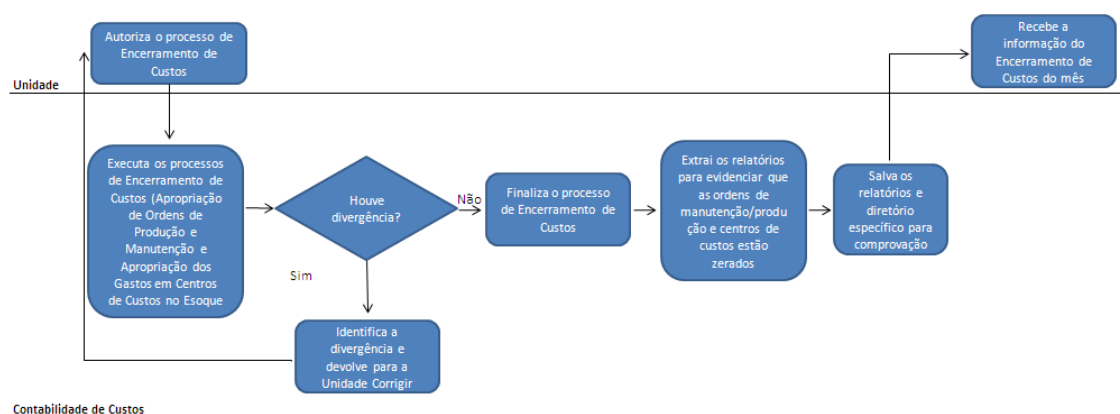 Autoriza o processo de
Encerramento de
Custos
Recebe a
informação do
Encerramento de
Custos do mês
Unidade
Executa os processos
de Encerramento de
Custos (Apropriação
de Ordens de
Produção e
Manutenção e
Apropriação dos
Gastos em Centros
de Custos no Esoque
Houve
divergência?
Não
Sim
Finaliza o processo
de Encerramento de
Custos
Extrai os relatórios
para evidenciar que
as ordens de
manutenção/produ
ção e centros de
custos estão
zerados
Salva os
relatórios e
diretório
específico para
comprovação
Identifica a
divergência e
devolve para a
Unidade Corrigir
Contabilidade de Custos